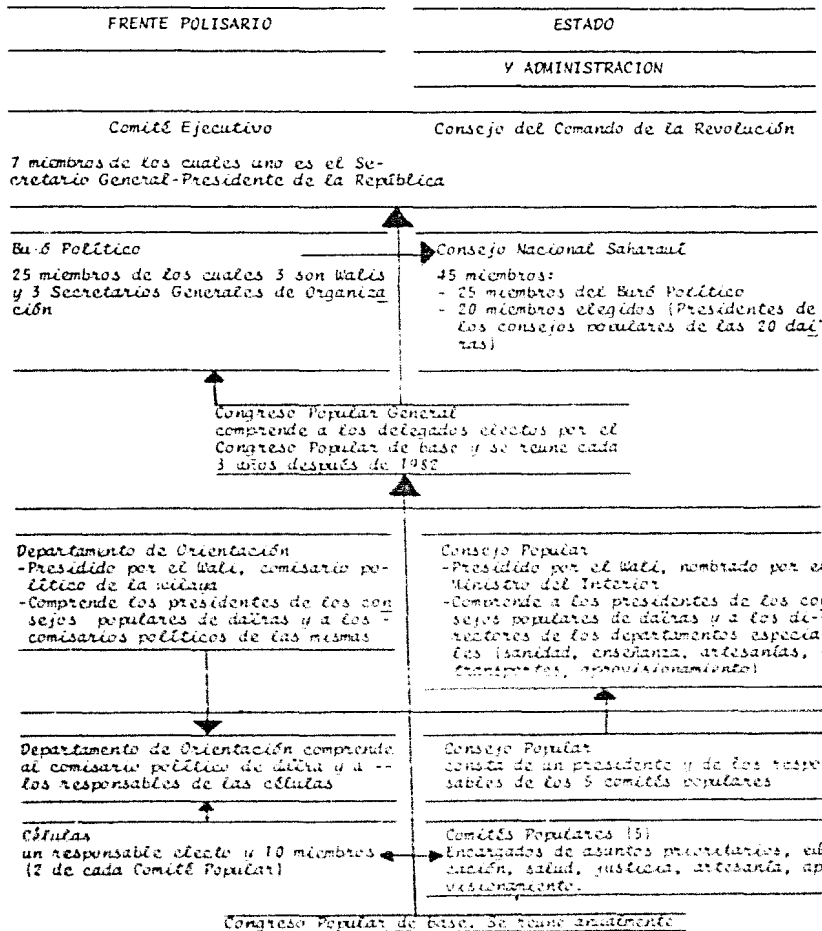 FRENTE POLISARIO
ESTADO
Y ADMINISTRACION
Comité Ejecutivo
7 miembros de los cuales uno es el Se-
cretario General-Presidente de la República
Consejo del Comando de la Revolución
Buró Político
25 miembros de los cuales 3 son Walis
y 3 Secretarios Generales de Organiza
ción
Consejo Nacional Saharauí
45 miembros:
- 25 miembros del Buró Político
- 20 miembros elegidos (Presidentes de
los consejos populares de las 20 daï
ras)
Congreso Popular General
comprende a los delegados electos por el
Congreso Popular de base y se reune cada
3 años después de 1982
Departamento de Orientación
-Presidido por el Wali, comisario po-
lítico de la wilaya
-Comprende los presidentes de los con
sejos populares de daïras y a los -
comisarios políticos de las mismas
Consejo Popular
-Presidido por el Wali, nombrado por el
Ministro del Interior
-Comprende a los presidentes de los con
sejos populares de daïras y a los di-
rectores de los departamentos especia
les (sanidad, enseñanza, artesanías,
transportes, aprovisionamiento)
Departamento de Orientación comprende
al comisario político de daïra y a --
los responsables de las células
Consejo Popular
consta de un presidente y de los respo
sables de los 5 comités populares
Células
un responsable electo y 10 miembros
(2 de cada Comité Popular)
Comités Populares (5)
Encargados de asuntos prioritarios, edu
cación, salud, justicia, artesanía, ap
visionamiento.
Congreso Popular de base. Se reune anualmente